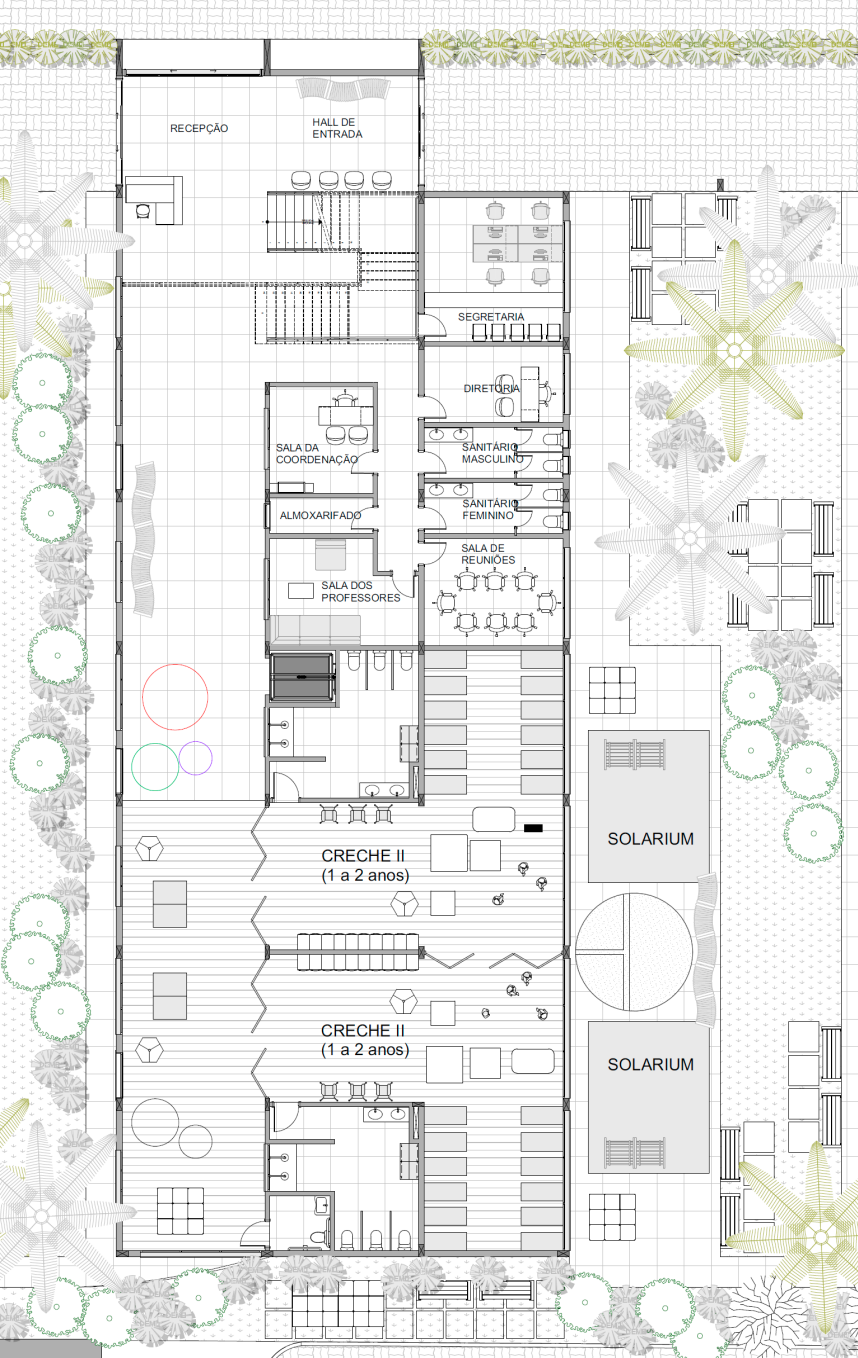 RECEPÇÃO
HALL DE
ENTRADA
SEGRETARIA
DIRETORIA
SALA DA
COORDENAÇÃO
SANITÁRIO
MASCULINO
ALMOXARIFADO
SANITÁRIO
FEMININO
SALA DE
REUNIÕES
SALA DOS
PROFESSORES
CRECHE II
(1 a 2 anos)
SOLARIUM
CRECHE II
(1 a 2 anos)
SOLARIUM